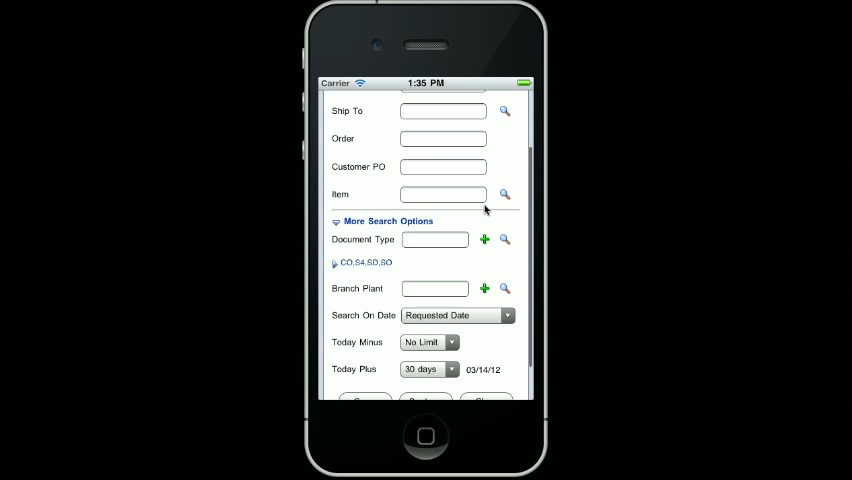 Carrier 1:35 PM
Ship To
Order
Customer PO
Item
More Search Options
Document Type
CO,S4,SD,SO
Branch Plant
Search On Date Requested Date
Today Minus No Limit
Today Plus 30 days 03/14/12